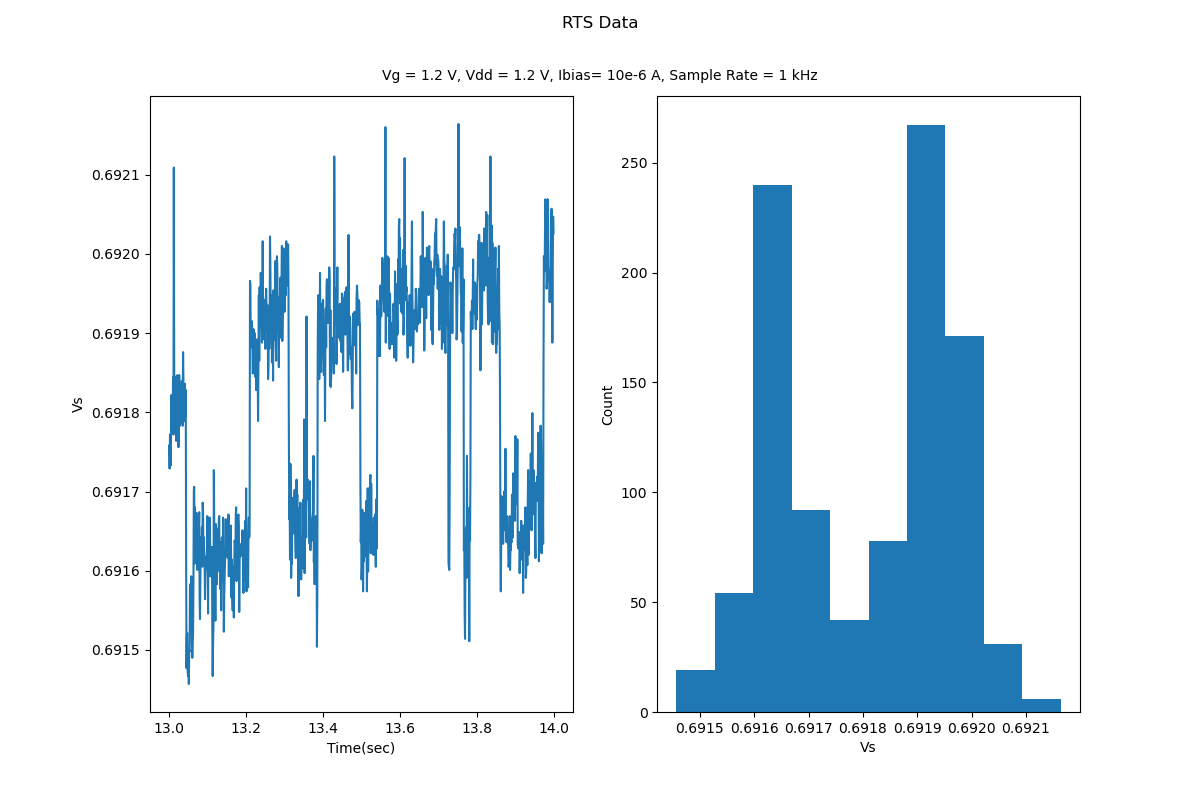 RTS Data
Vg = 1.2 V, Vdd = 1.2 V, Ibias= 10e-6 A, Sample Rate = 1 kHz
0.6921
0.6920
0.6919
0.6918
0.6917
0.6916
0.6915
Vs
13.0 13.2 13.4 13.6 13.8 14.0
Time(sec)
250
200
150
100
50
0
Count
0.6915 0.6916 0.6917 0.6918 0.6919 0.6920 0.6921
Vs